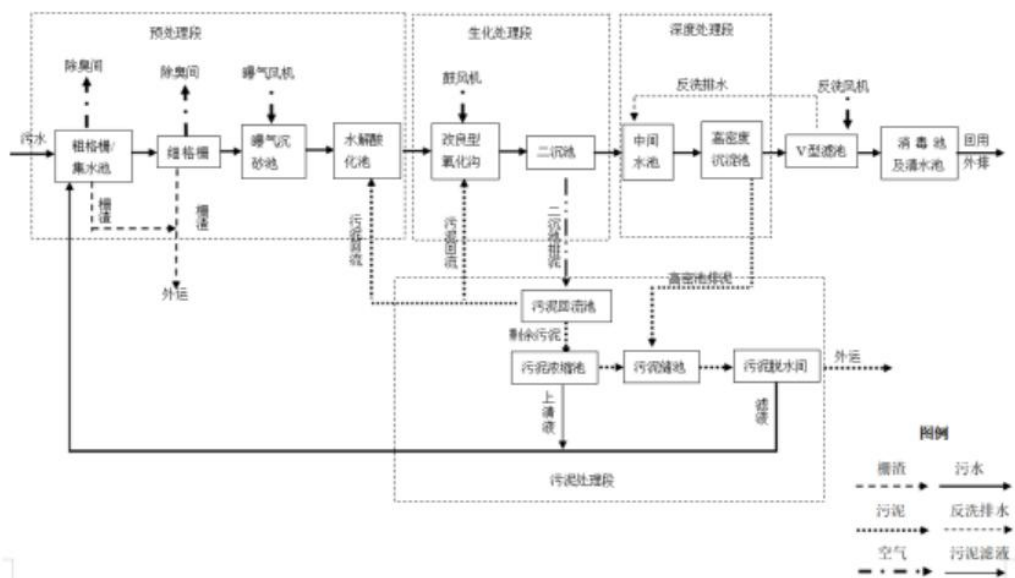 预处理段
生化处理段
深度处理段
除臭间
除臭间
曝气风机
鼓风机
反洗排水
反洗风机
污水
粗格栅/
集水池
细格栅
曝气沉
砂池
水解酸
化池
改良型
氧化沟
二沉池
中间
水池
高密度
沉淀池
V型滤池
消毒池
及清水池
回用
外排
栅渣
栅渣
外运
污泥回流
污泥回流
二沉池排泥
高密池排泥
污泥回流池
剩余污泥
污泥浓缩池
污泥储池
污泥脱水间
外运
上清液
滤液
污泥处理段
图例
栅渣
污水
污泥
反洗排水
空气
污泥滤液